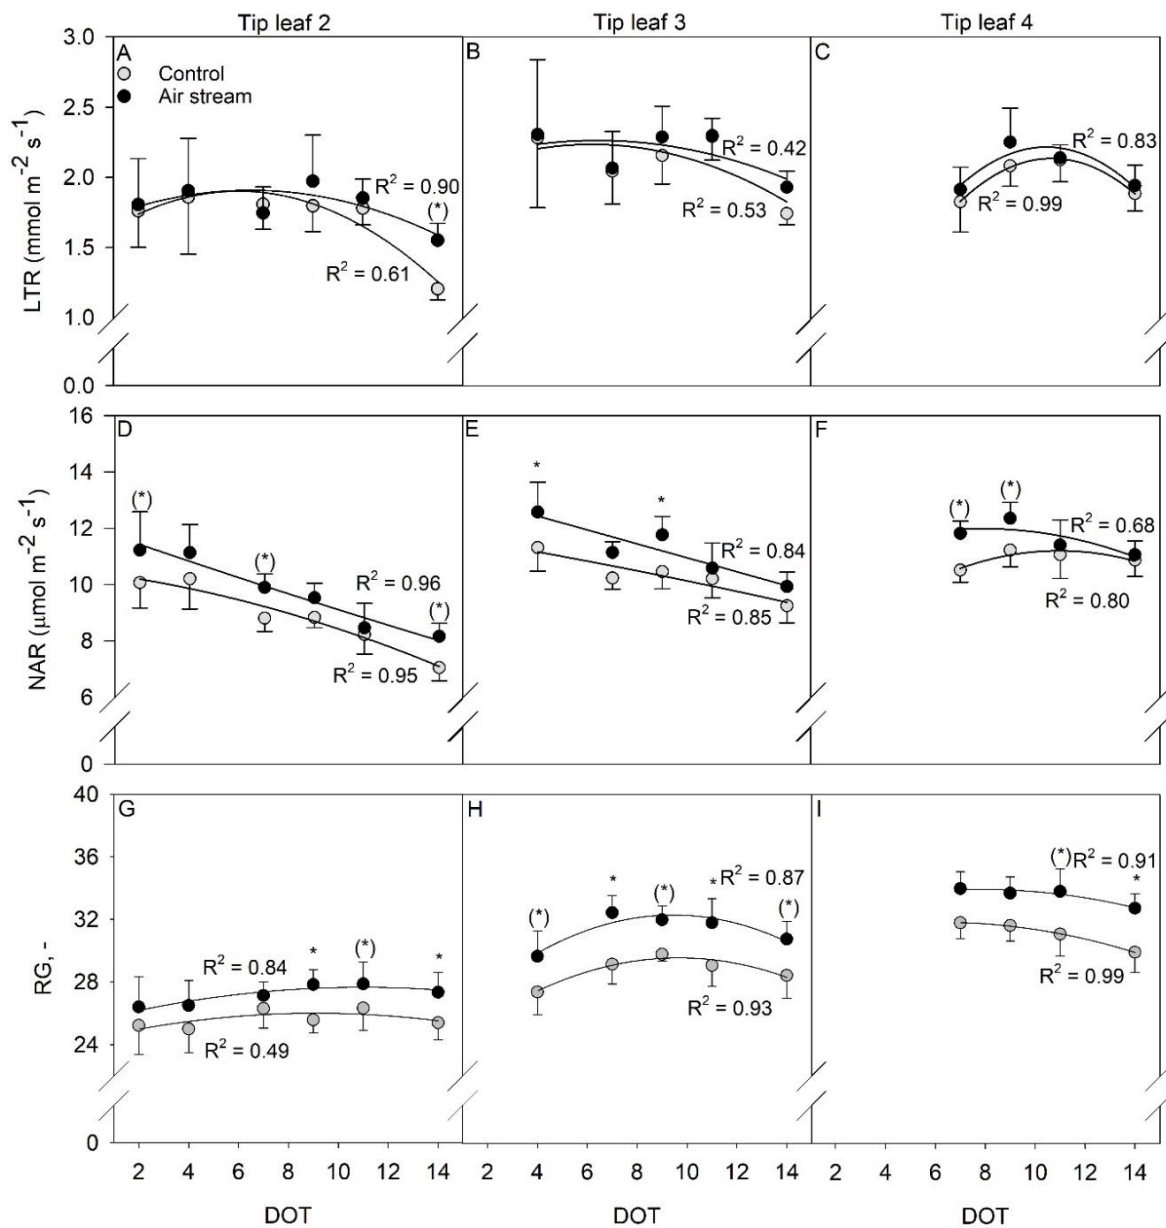 Tip leaf 2 Tip leaf 3 Tip leaf 4
LTR (mmol m⁻² s⁻¹)
3.0
2.5
2.0
1.5
1.0
0.0
A
Control
Air stream
R² = 0.90
(*)
R² = 0.61
B
R² = 0.42
R² = 0.53
C
R² = 0.83
R² = 0.99
NAR (µmol m⁻² s⁻¹)
16
14
12
10
8
6
0
D
(*)
(*)
R² = 0.96
(*)
R² = 0.95
E
*
*
R² = 0.84
R² = 0.85
F
(*)
(*)
R² = 0.68
R² = 0.80
RG, -
40
36
32
28
24
0
G
R² = 0.84
* (*) *
R² = 0.49
H
(*) * (*) * R² = 0.87
(*)
R² = 0.93
I
(*) R² = 0.91
*
R² = 0.99
2 4 6 8 10 12 14 2 4 6 8 10 12 14 2 4 6 8 10 12 14
DOT DOT DOT